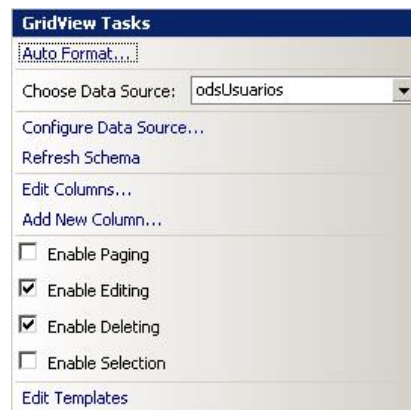 GridView Tasks
Auto Format...
Choose Data Source: odsUsuarios
Configure Data Source...
Refresh Schema
Edit Columns...
Add New Column...
Enable Paging
Enable Editing
Enable Deleting
Enable Selection
Edit Templates